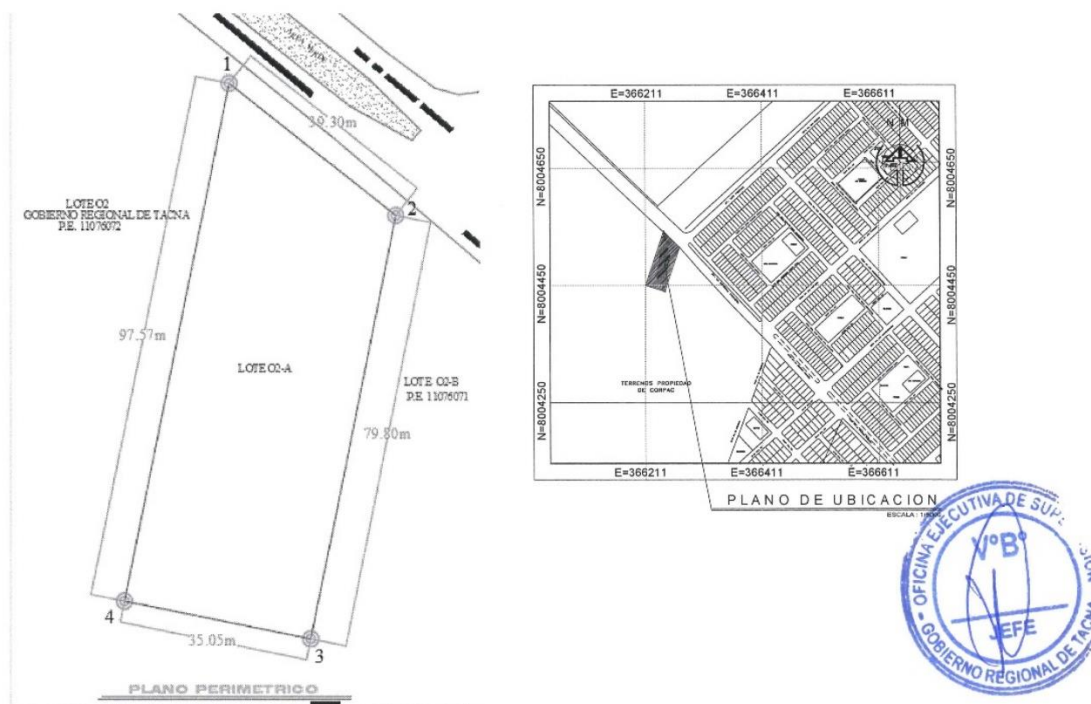 1
39.30m
2
LOTE O2
GOBIERNO REGIONAL DE TACNA
P.E. 11076072
97.57m
LOTE O2-A
LOTE O2-B
P.E. 11076071
79.80m
4
35.05m
3
PLANO PERIMETRICO
E=366211 E=366411 E=366611
N=8004650
N=8004450
N=8004250
N M
N=8004650
N=8004450
N=8004250
TERRENOS PROPIEDAD
DE CORPAC
E=366211 E=366411 E=366611
PLANO DE UBICACION
ESCALA :
OFICINA EJECUTIVA DE
V°B°
JEFE
GOBIERNO REGIONAL DE TACNA